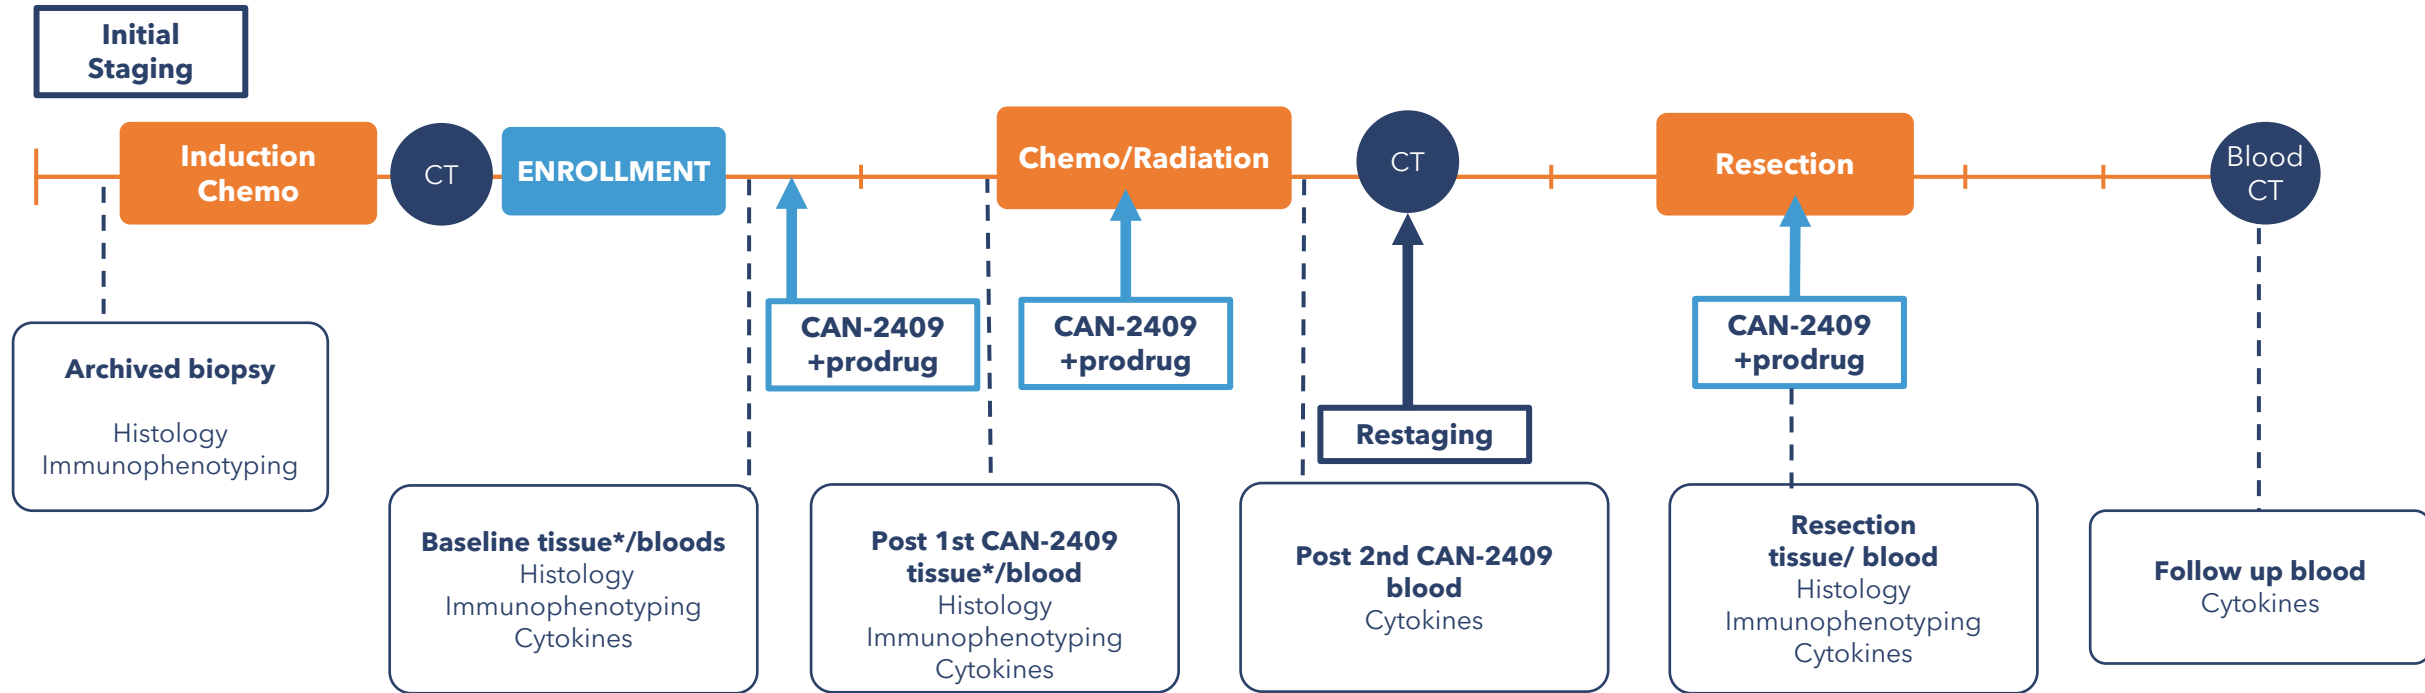 Initial
Staging
Induction
Chemo
CT
ENROLLMENT
Chemo/Radiation
CT
Resection
Blood
CT
CAN-2409
+prodrug
CAN-2409
+prodrug
CAN-2409
+prodrug
Restaging
Archived biopsy
Histology
Immunophenotyping
Baseline tissue*/bloods
Histology
Immunophenotyping
Cytokines
Post 1st CAN-2409
tissue*/blood
Histology
Immunophenotyping
Cytokines
Post 2nd CAN-2409
blood
Cytokines
Resection
tissue/ blood
Histology
Immunophenotyping
Cytokines
Follow up blood
Cytokines